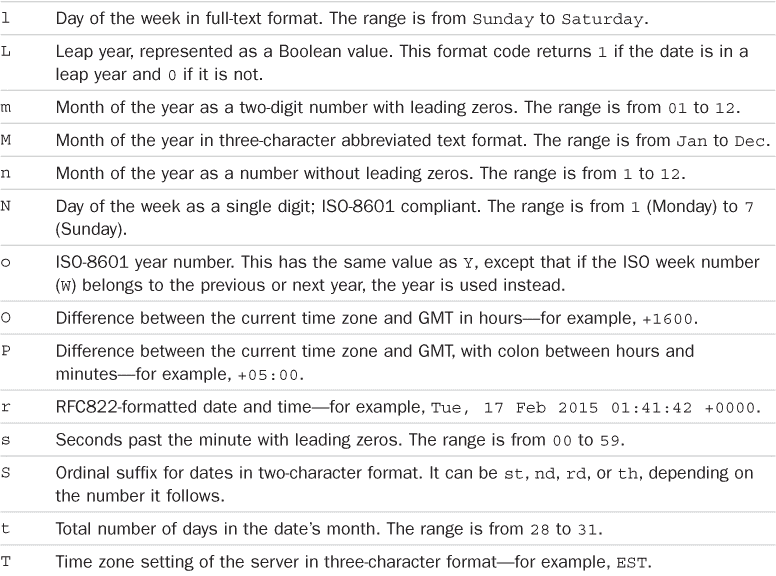 l Day of the week in full-text format. The range is from Sunday to Saturday.
L Leap year, represented as a Boolean value. This format code returns 1 if the date is in a
leap year and 0 if it is not.
m Month of the year as a two-digit number with leading zeros. The range is from 01 to 12.
M Month of the year in three-character abbreviated text format. The range is from Jan to Dec.
n Month of the year as a number without leading zeros. The range is from 1 to 12.
N Day of the week as a single digit; ISO-8601 compliant. The range is from 1 (Monday) to 7
(Sunday).
o ISO-8601 year number. This has the same value as Y, except that if the ISO week number
(W) belongs to the previous or next year, the year is used instead.
O Difference between the current time zone and GMT in hours—for example, +1600.
P Difference between the current time zone and GMT, with colon between hours and
minutes—for example, +05:00.
r RFC822-formatted date and time—for example, Tue, 17 Feb 2015 01:41:42 +0000.
s Seconds past the minute with leading zeros. The range is from 00 to 59.
S Ordinal suffix for dates in two-character format. It can be st, nd, rd, or th, depending on
the number it follows.
t Total number of days in the date’s month. The range is from 28 to 31.
T Time zone setting of the server in three-character format—for example, EST.